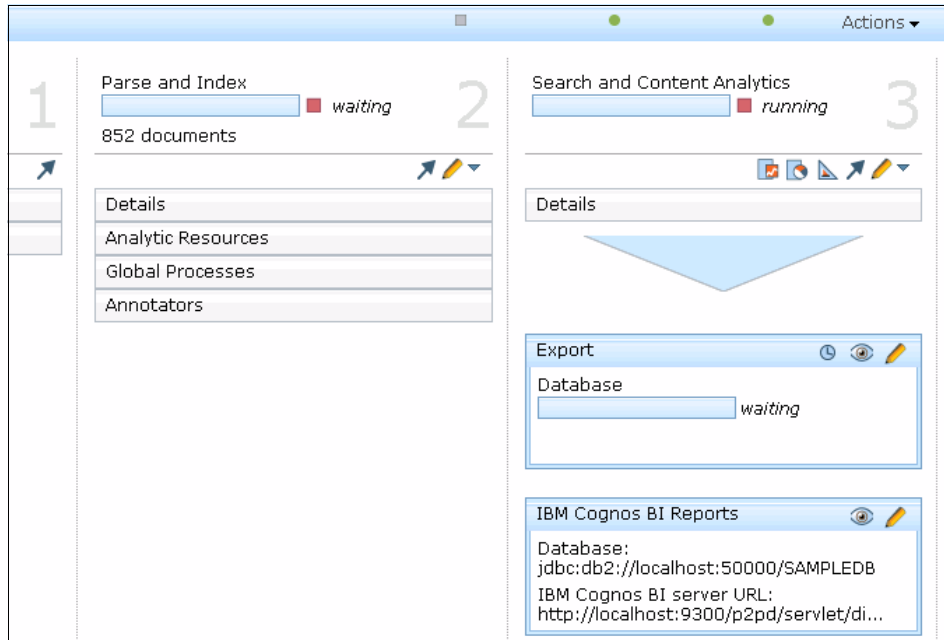 Actions
1
Parse and Index
waiting
2
852 documents
Details
Analytic Resources
Global Processes
Annotators
Search and Content Analytics
running
3
Details
Export
Database
waiting
IBM Cognos BI Reports
Database:
jdbc:db2://localhost:50000/SAMPLEDB
IBM Cognos BI server URL:
http://localhost:9300/p2pd/servlet/di...